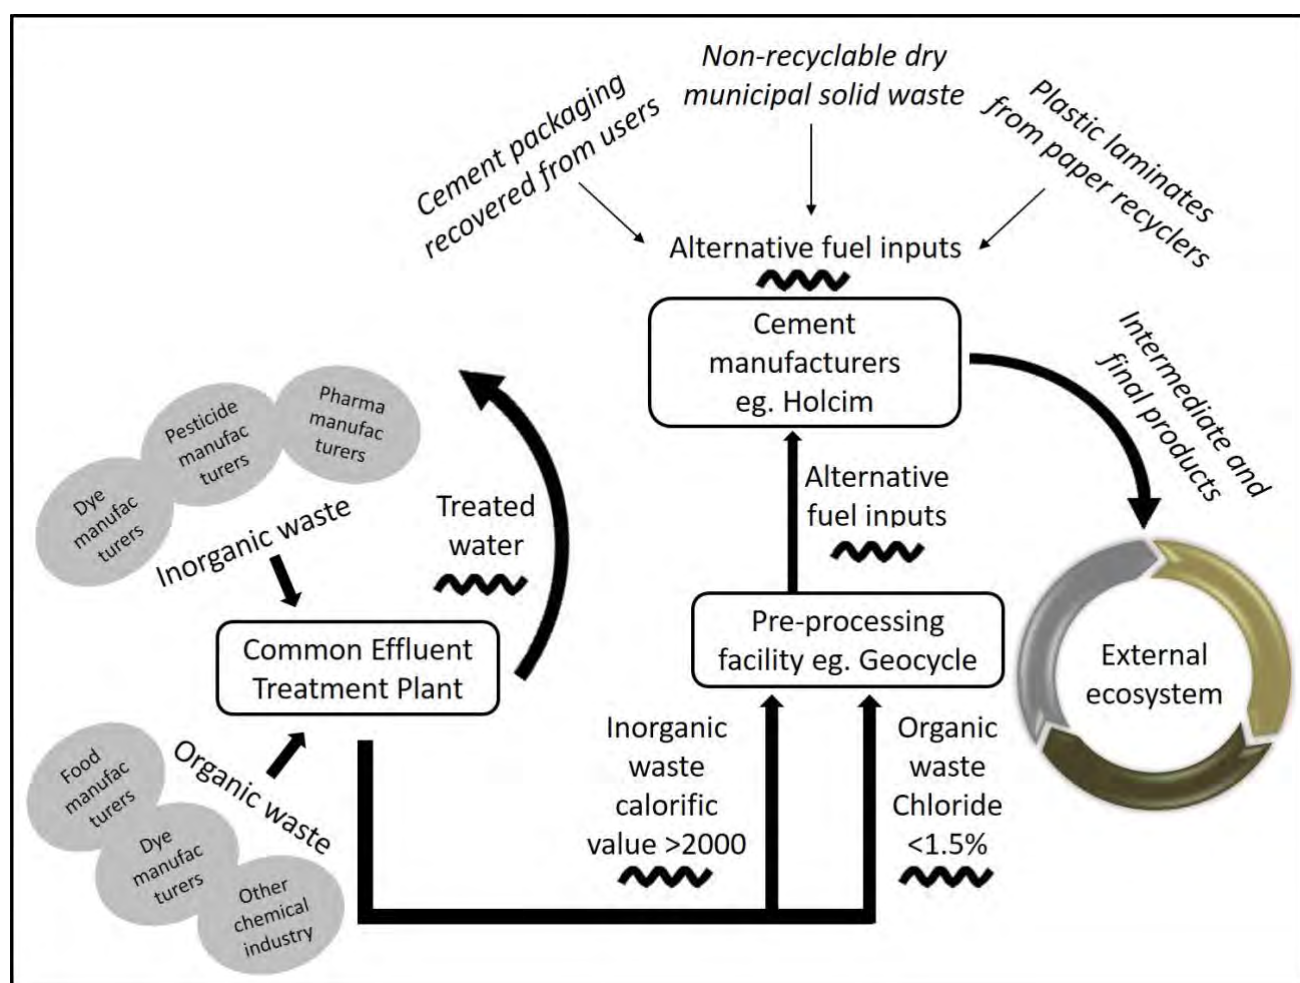 Non-recyclable dry
municipal solid waste
Cement packaging
recovered from users
Plastic laminates
from paper recyclers
Alternative fuel inputs
Cement
manufacturers
eg. Holcim
Intermediate and
final products
Pharma
manufac
turers
Pesticide
manufac
turers
Dye
manufac
turers
Inorganic waste
Treated
water
Alternative
fuel inputs
Common Effluent
Treatment Plant
Pre-processing
facility eg. Geocycle
External
ecosystem
Organic waste
Food
manufac
turers
Dye
manufac
turers
Other
chemical
industry
Inorganic
waste
calorific
value >2000
Organic
waste
Chloride
<1.5%